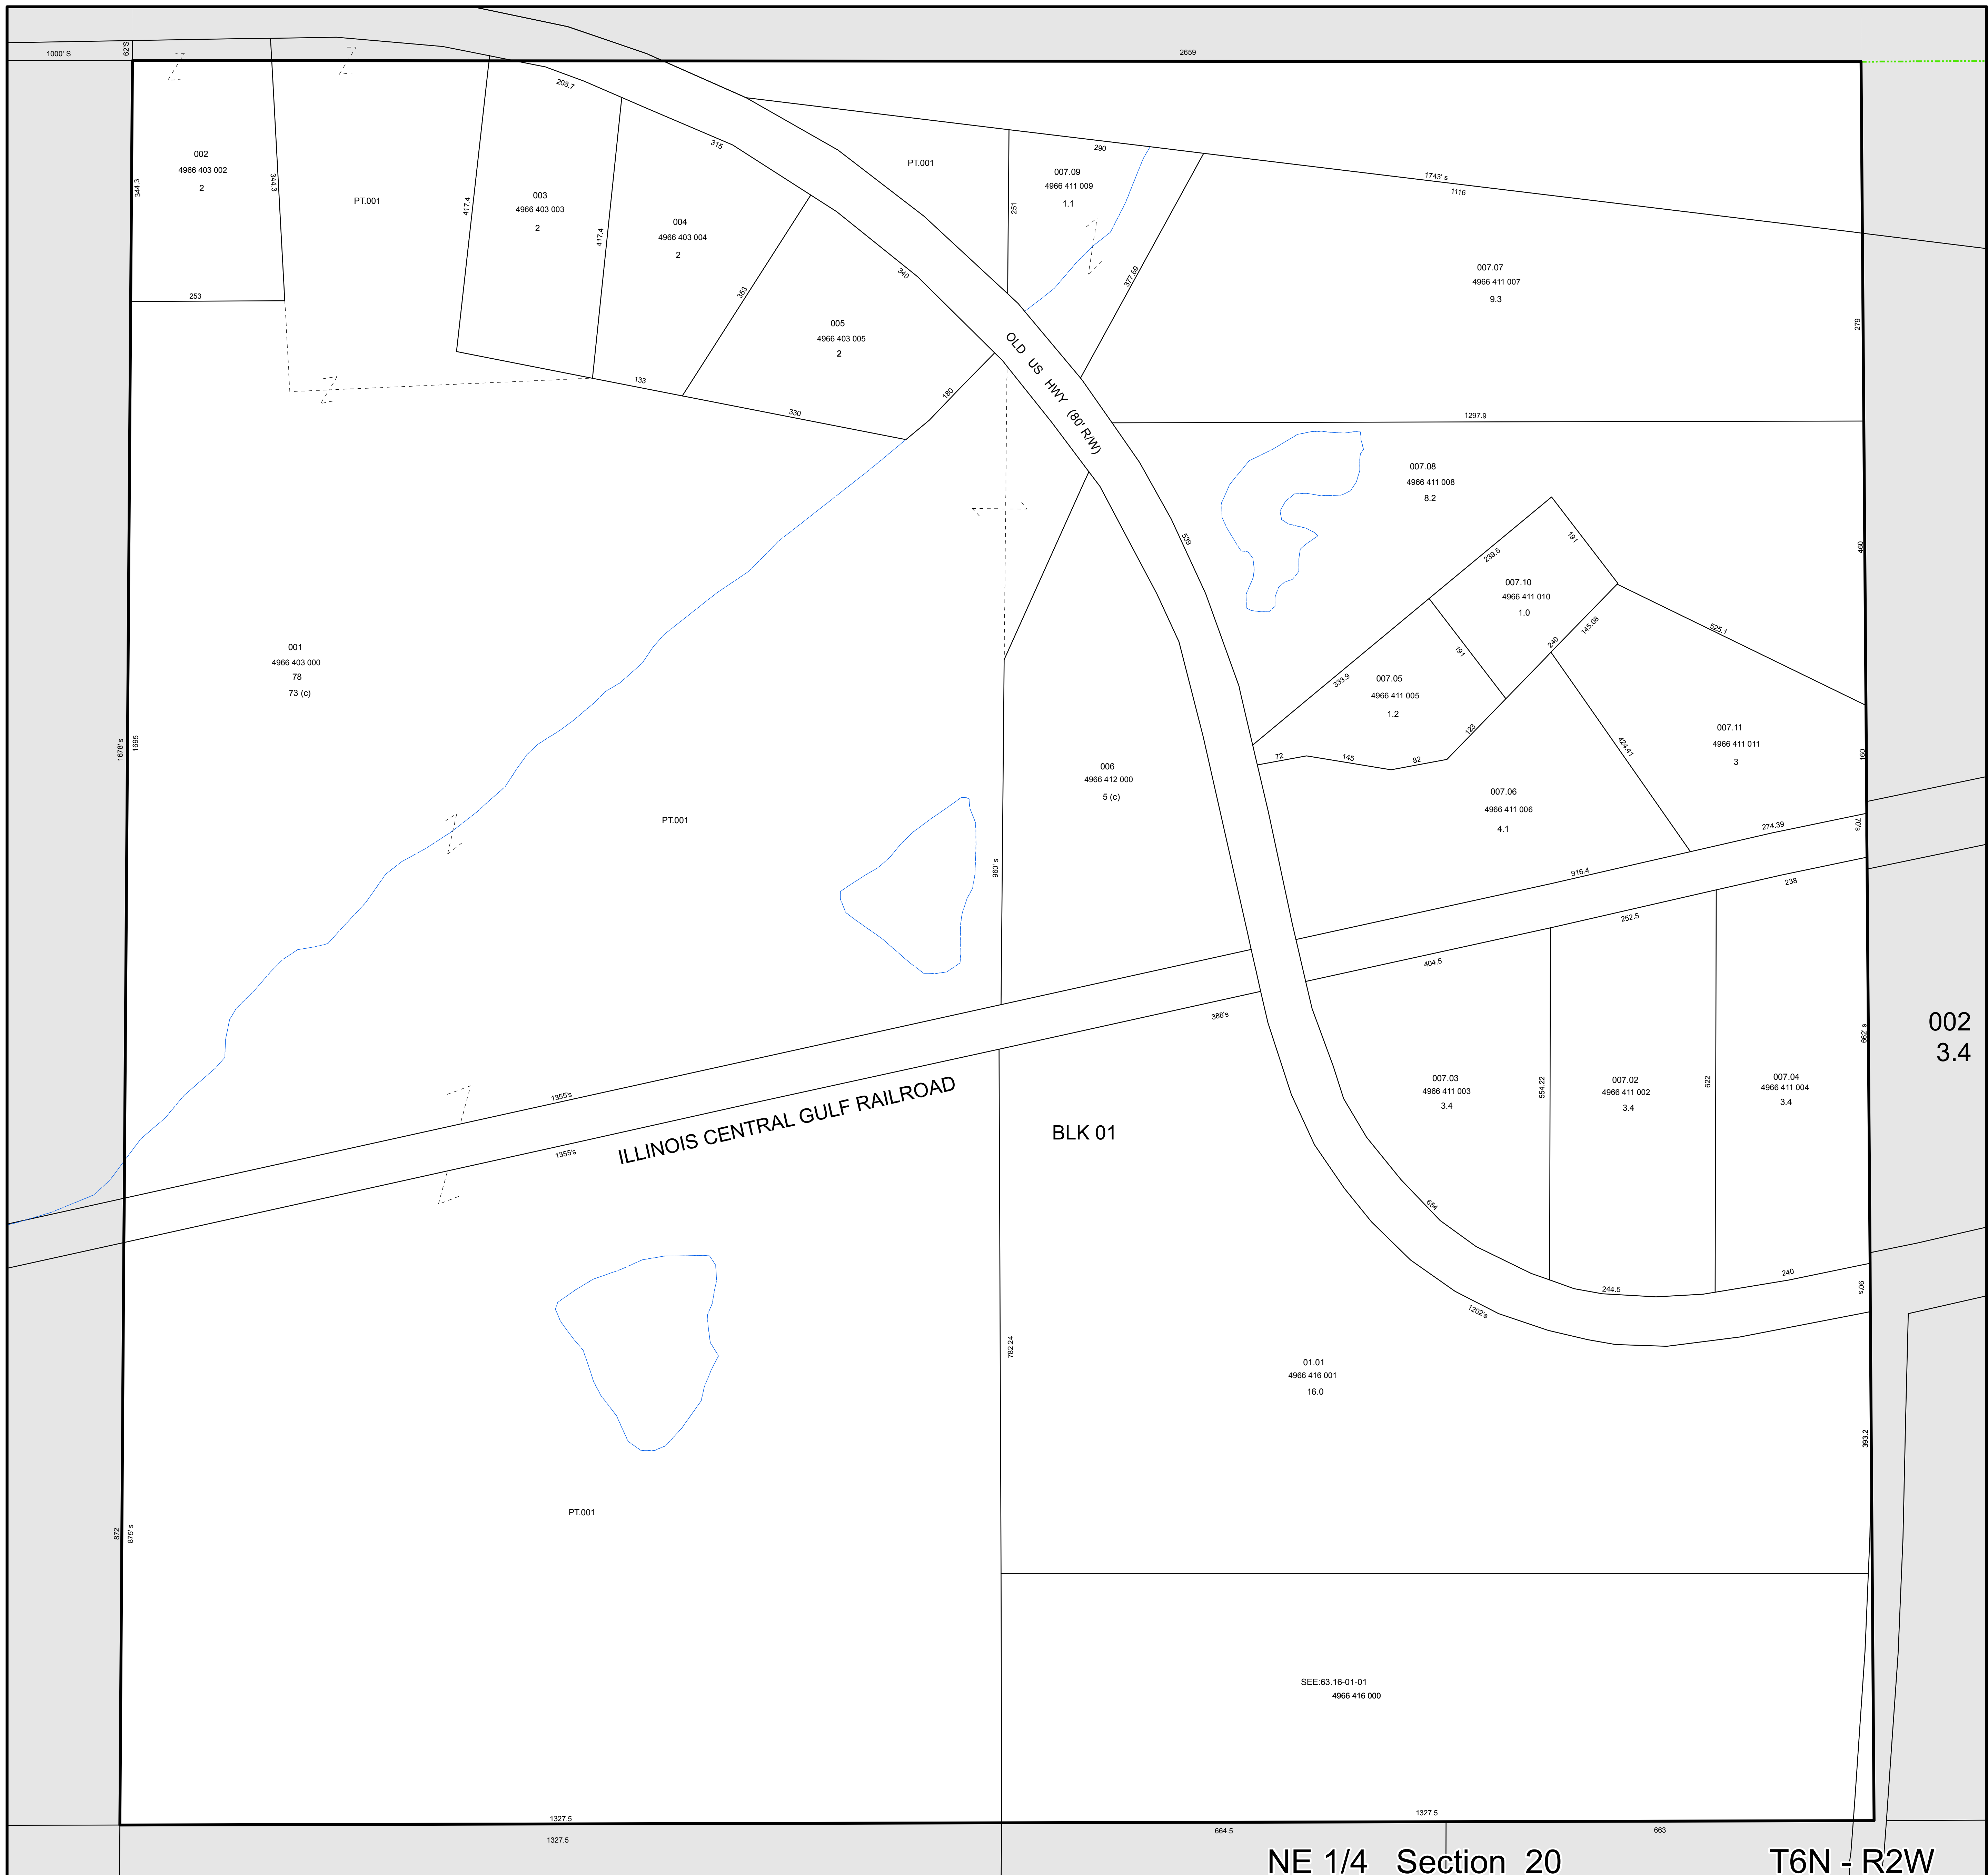 1000' S
62'S
2659
002
4966 403 002
2
344.3
344.3
253
PT.001
208.7
417.4
003
4966 403 003
2
417.4
004
4966 403 004
2
315
353
133
340
005
4966 403 005
2
330
180
PT.001
251
007.09
4966 411 009
1.1
290
377.69
1743' s
1116
007.07
4966 411 007
9.3
279
1297.9
OLD US HWY (80' R/W)
007.08
4966 411 008
8.2
460
539
239.5
191
007.10
4966 411 010
1.0
145.08
240
191
525.1
333.9
007.05
4966 411 005
1.2
123
72
145
82
424.41
007.11
4966 411 011
3
160
001
4966 403 000
78
73 (c)
1678' s
1695
006
4966 412 000
5 (c)
PT.001
960' s
007.06
4966 411 006
4.1
274.39
70's
916.4
238
252.5
404.5
388's
1355's
1355's
ILLINOIS CENTRAL GULF RAILROAD
BLK 01
007.03
4966 411 003
3.4
554.22
007.02
4966 411 002
3.4
622
007.04
4966 411 004
3.4
599.2's
002
3.4
654
244.5
240
90's
1202's
782.24
01.01
4966 416 001
16.0
393.2
872
875' s
PT.001
SEE:63.16-01-01
4966 416 000
1327.5
1327.5
1327.5
664.5
663
NE 1/4 Section 20
T6N - R2W